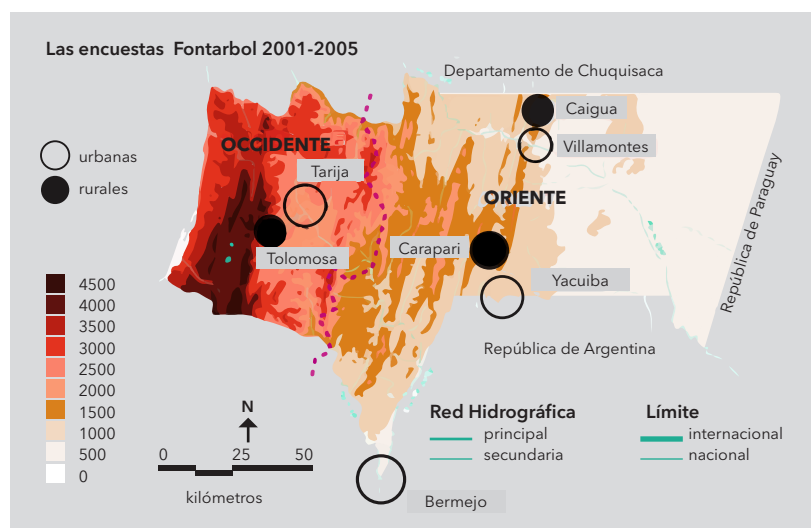 Las encuestas Fontarbol 2001-2005
Departamento de Chuquisaca
Caigua
urbanas
OCCIDENTE
Villamontes
Tarija
rurales
ORIENTE
República de Paraguay
Carapari
Tolomosa
Yacuiba
4500
4000
3500
3000
2500
2000
1500
1000
500
0
República de Argentina
N
0 25 50
kilómetros
Red Hidrográfica
principal
secundaria
Límite
internacional
nacional
Bermejo